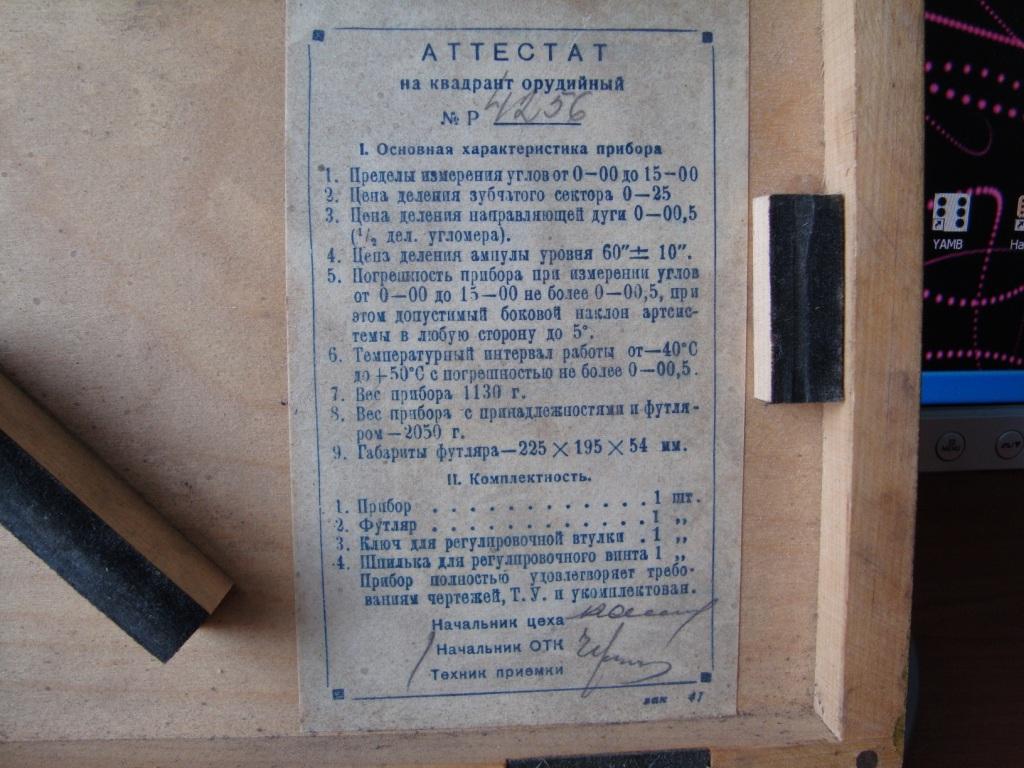 АТТЕСТАТ
на квадрант орудийный
№ Р 4256
I. Основная характеристика прибора
1. Пределы измерения углов от 0—00 до 15—00
2. Цена деления зубчатого сектора 0—25
3. Цена деления направляющей дуги 0—00,5
(1/2 дел. угломера).
4. Цена деления ампулы уровня 60″± 10″.
5. Погрешность прибора при измерении углов
от 0—00 до 15—00 не более 0—00,5, при
этом допустимый боковой наклон артсис-
темы в любую сторону до 5°.
6. Температурный интервал работы от—40°С
до +50°С с погрешностью не более 0—00,5.
7. Вес прибора 1130 г.
8. Вес прибора с принадлежностями и футля-
ром—2050 г.
9. Габариты футляра—225×195×54 мм.
II. Комплектность.
1. Прибор . . . . . . . . . . . . 1 шт.
2. Футляр . . . . . . . . . . . . 1 „
3. Ключ для регулировочной втулки . 1 „
4. Шпилька для регулировочного винта 1 „
Прибор полностью удовлетворяет требо-
ваниям чертежей, Т.У. и укомплектован.
Начальник цеха
Начальник ОТК
Техник приемки
зак 41
YAMB
На
MENU